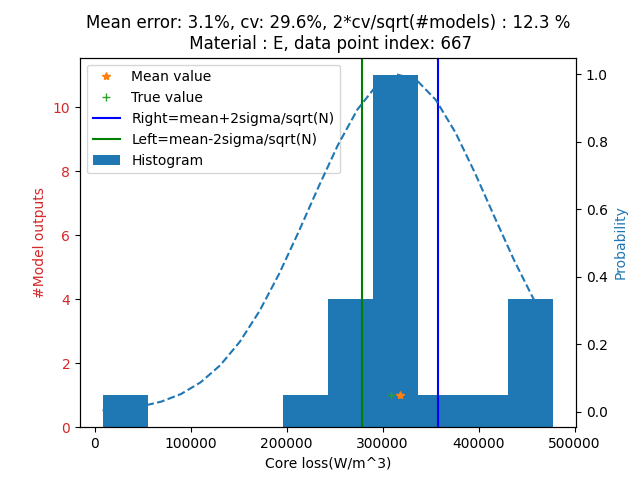 Mean error: 3.1%, cv: 29.6%, 2*cv/sqrt(#models) : 12.3 %
Material : E, data point index: 667
Mean value
True value
Right=mean+2sigma/sqrt(N)
Left=mean-2sigma/sqrt(N)
Histogram
#Model outputs
0
2
4
6
8
10
Probability
0.0
0.2
0.4
0.6
0.8
1.0
0 100000 200000 300000 400000 500000
Core loss(W/m^3)